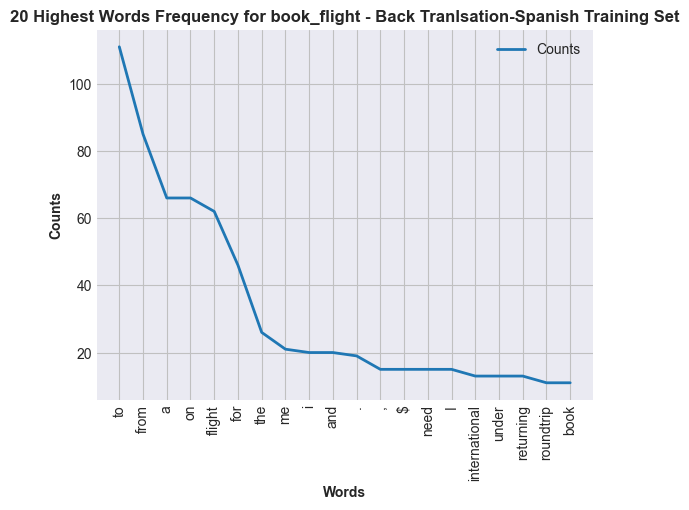 20 Highest Words Frequency for book_flight - Back Tranlsation-Spanish Training Set
Counts
100
80
60
40
20
Counts
to
from
a
on
flight
for
the
me
i
and
.
,
$
need
I
international
under
returning
roundtrip
book
Words